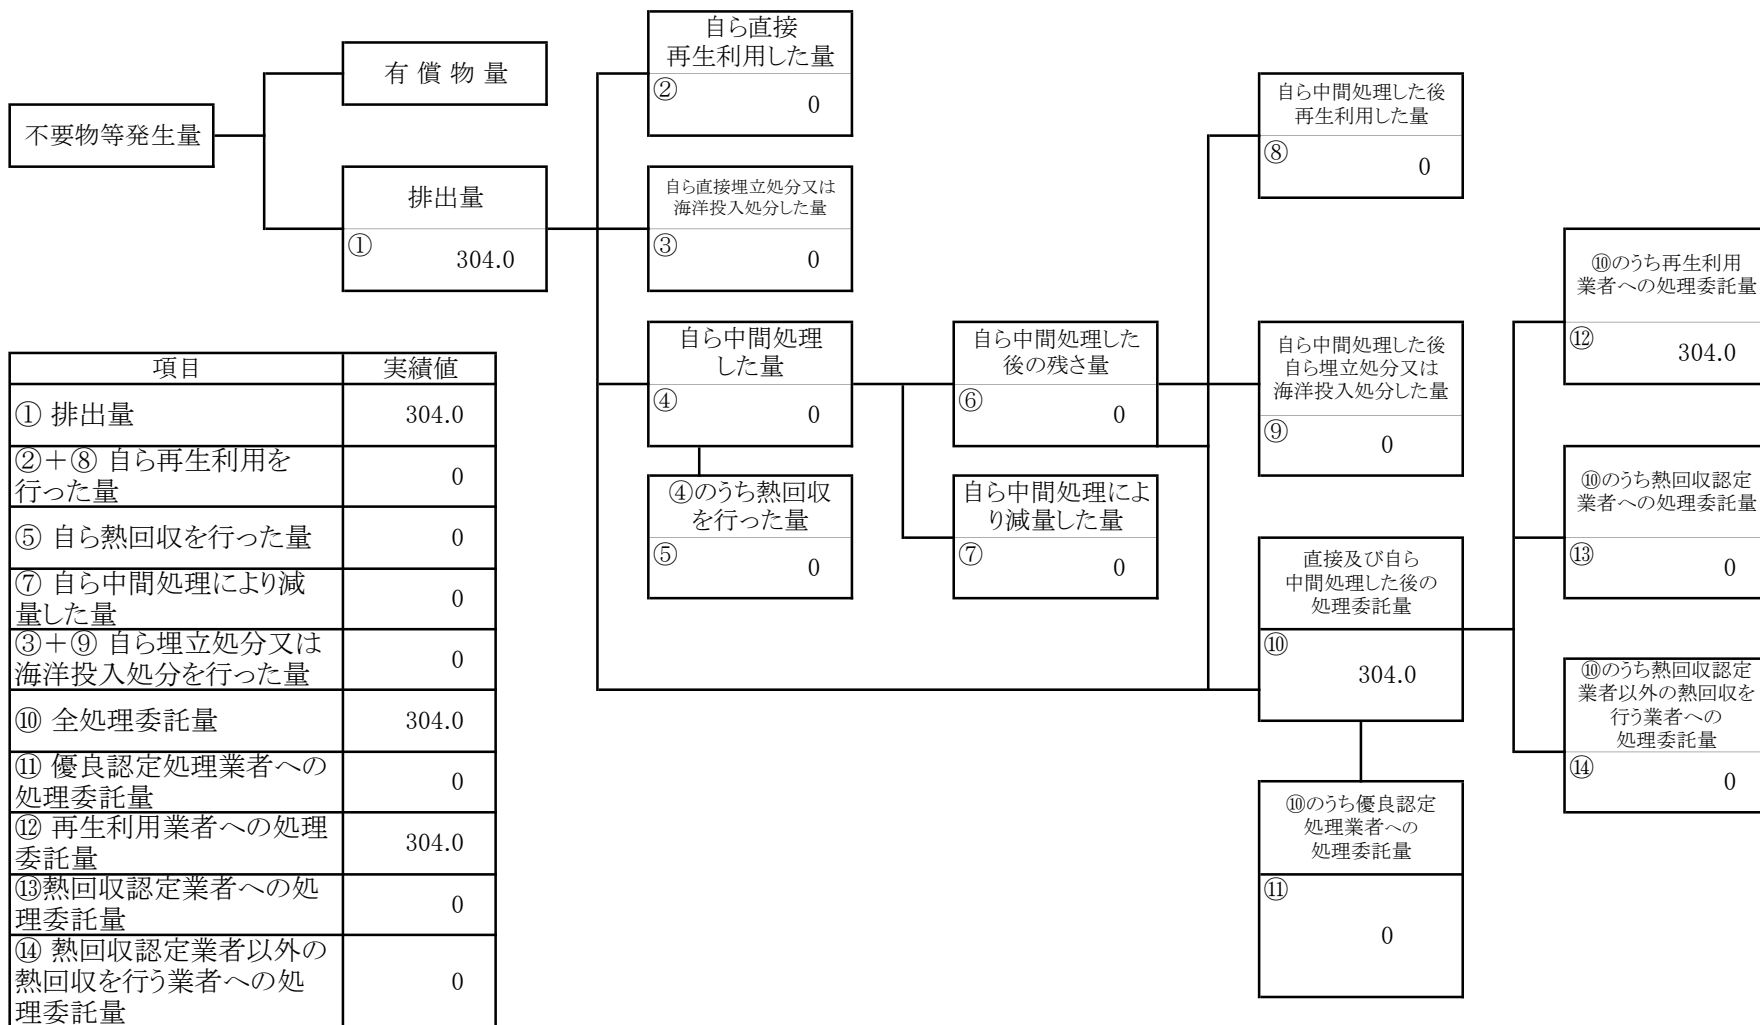 不要物等発生量
有 償 物 量
排出量
①
304.0
自ら直接
再生利用した量
②
0
自ら直接埋立処分又は
海洋投入処分した量
③
0
自ら中間処理
した量
④
0
④のうち熱回収
を行った量
⑤
0
自ら中間処理した
後の残さ量
⑥
0
自ら中間処理によ
り減量した量
⑦
0
自ら中間処理した後
再生利用した量
⑧
0
自ら中間処理した後
自ら埋立処分又は
海洋投入処分した量
⑨
0
直接及び自ら
中間処理した後の
処理委託量
⑩
304.0
⑩のうち優良認定
処理業者への
処理委託量
⑪
0
⑩のうち再生利用
業者への処理委託量
⑫
304.0
⑩のうち熱回収認定
業者への処理委託量
⑬
0
⑩のうち熱回収認定
業者以外の熱回収を
行う業者への
処理委託量
⑭
0
項目 実績値
① 排出量 304.0
②＋⑧ 自ら再生利用を
行った量 0
⑤ 自ら熱回収を行った量 0
⑦ 自ら中間処理により減
量した量 0
③＋⑨ 自ら埋立処分又は
海洋投入処分を行った量 0
⑩ 全処理委託量 304.0
⑪ 優良認定処理業者への
処理委託量 0
⑫ 再生利用業者への処理
委託量 304.0
⑬熱回収認定業者への処
理委託量 0
⑭ 熱回収認定業者以外の
熱回収を行う業者への処
理委託量 0